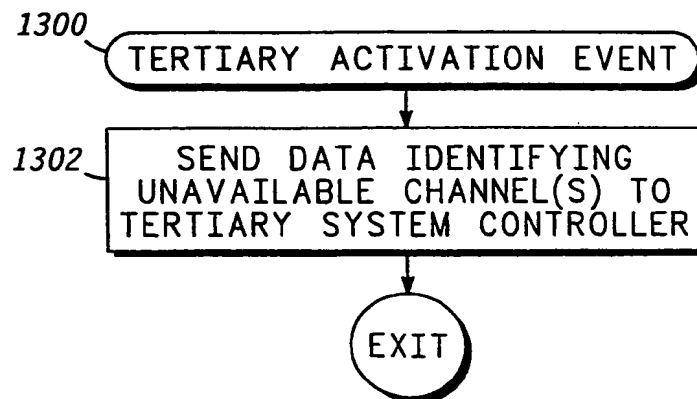 1300
TERTIARY ACTIVATION EVENT
1302
SEND DATA IDENTIFYING
UNAVAILABLE CHANNEL(S) TO
TERTIARY SYSTEM CONTROLLER
EXIT